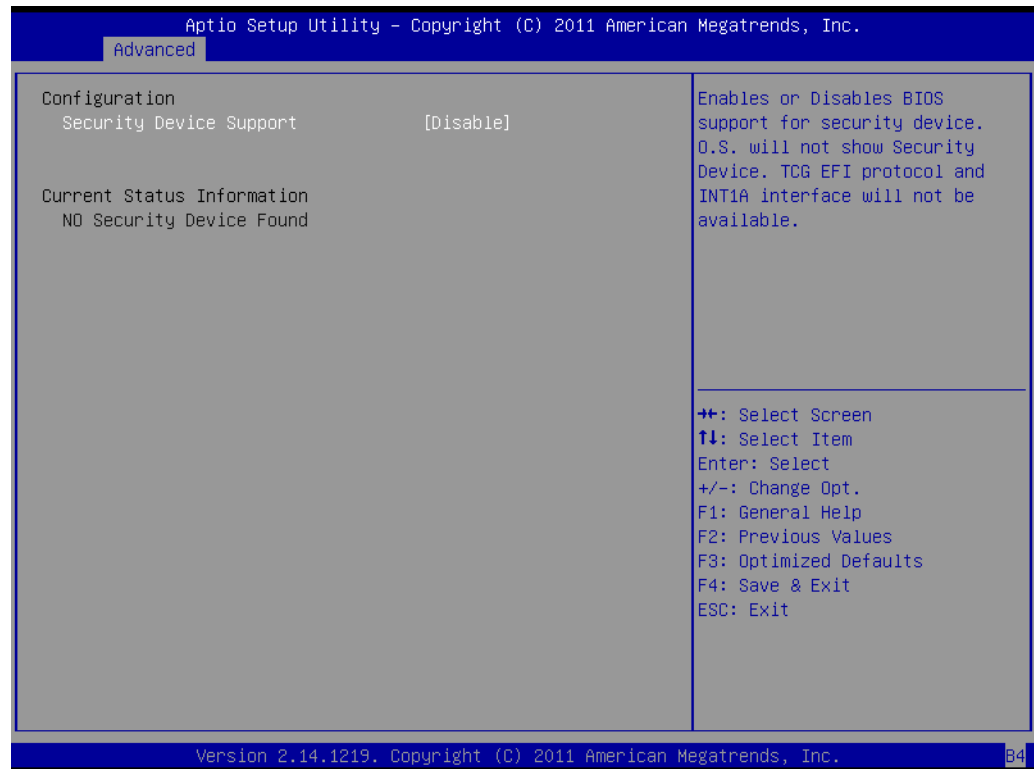 Aptio Setup Utility – Copyright (C) 2011 American Megatrends, Inc.
Advanced
Configuration
Security Device Support [Disable]
Current Status Information
NO Security Device Found
Enables or Disables BIOS
support for security device.
O.S. will not show Security
Device. TCG EFI protocol and
INT1A interface will not be
available.
→←: Select Screen
↑↓: Select Item
Enter: Select
+/-: Change Opt.
F1: General Help
F2: Previous Values
F3: Optimized Defaults
F4: Save & Exit
ESC: Exit
Version 2.14.1219. Copyright (C) 2011 American Megatrends, Inc.
B4